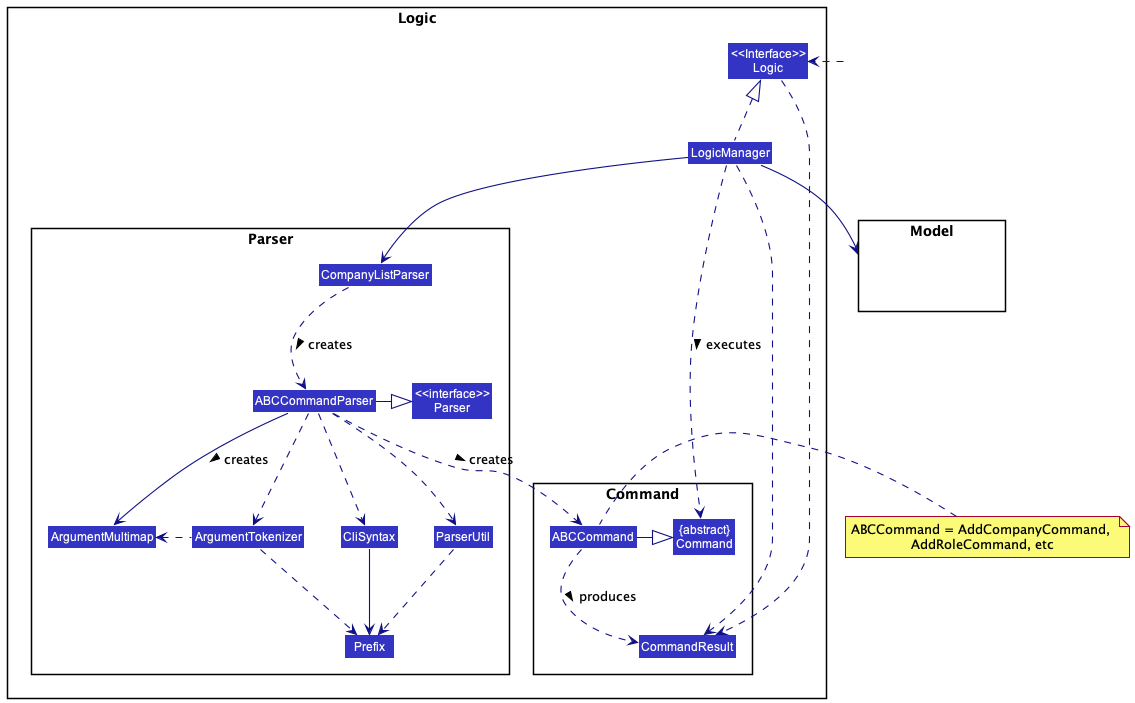 Logic
<<Interface>>
Logic
LogicManager
Model
Parser
CompanyListParser
creates
executes
ABCCommandParser
<<interface>>
Parser
creates
creates
Command
ArgumentMultimap
ArgumentTokenizer
CliSyntax
ParserUtil
ABCCommand
{abstract}
Command
ABCCommand = AddCompanyCommand,
AddRoleCommand, etc
produces
Prefix
CommandResult